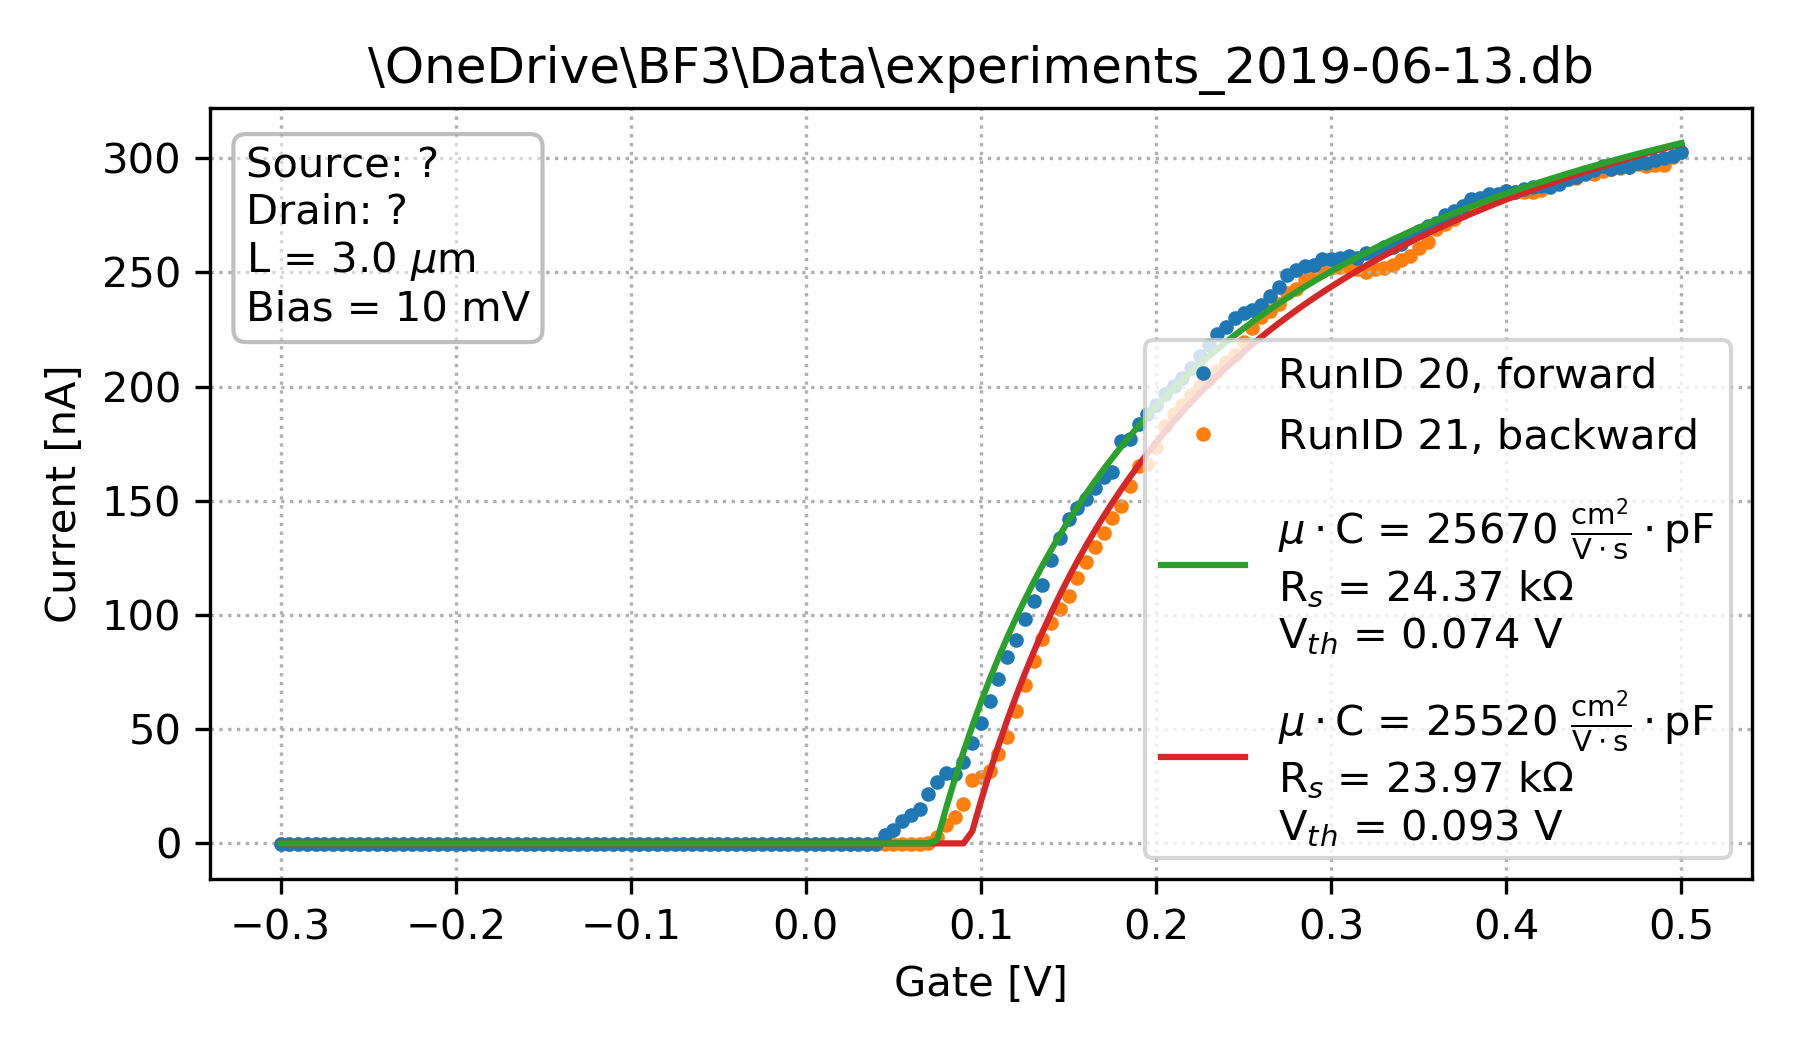 \OneDrive\BF3\Data\experiments_2019-06-13.db
Source: ?
Drain: ?
L = 3.0 μm
Bias = 10 mV
Current [nA]
300
250
200
150
100
50
0
RunID 20, forward
RunID 21, backward
μ · C = 25670 cm²/V · s · pF
Rₛ = 24.37 kΩ
V_th = 0.074 V
μ · C = 25520 cm²/V · s · pF
Rₛ = 23.97 kΩ
V_th = 0.093 V
−0.3 −0.2 −0.1 0.0 0.1 0.2 0.3 0.4 0.5
Gate [V]